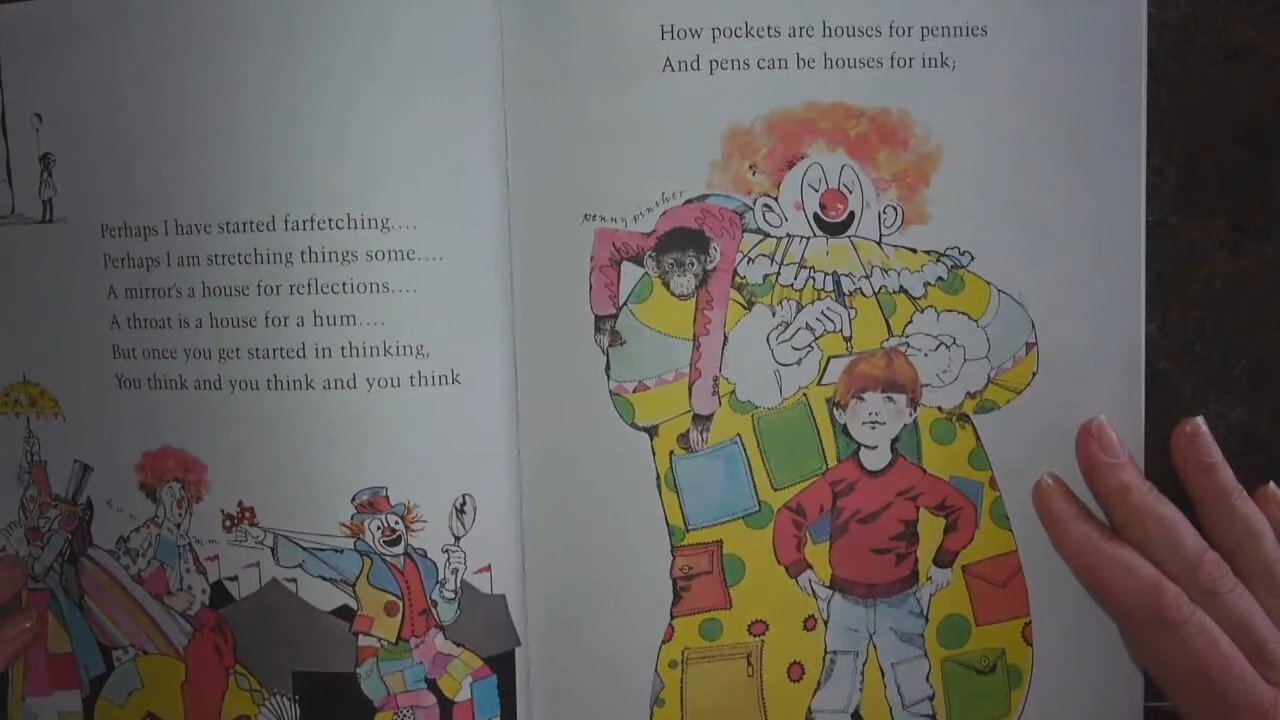 Perhaps I have started farfetching....
Perhaps I am stretching things some....
A mirror's a house for reflections....
A throat is a house for a hum....
But once you get started in thinking,
You think and you think and you think
How pockets are houses for pennies
And pens can be houses for ink;
penny pincher